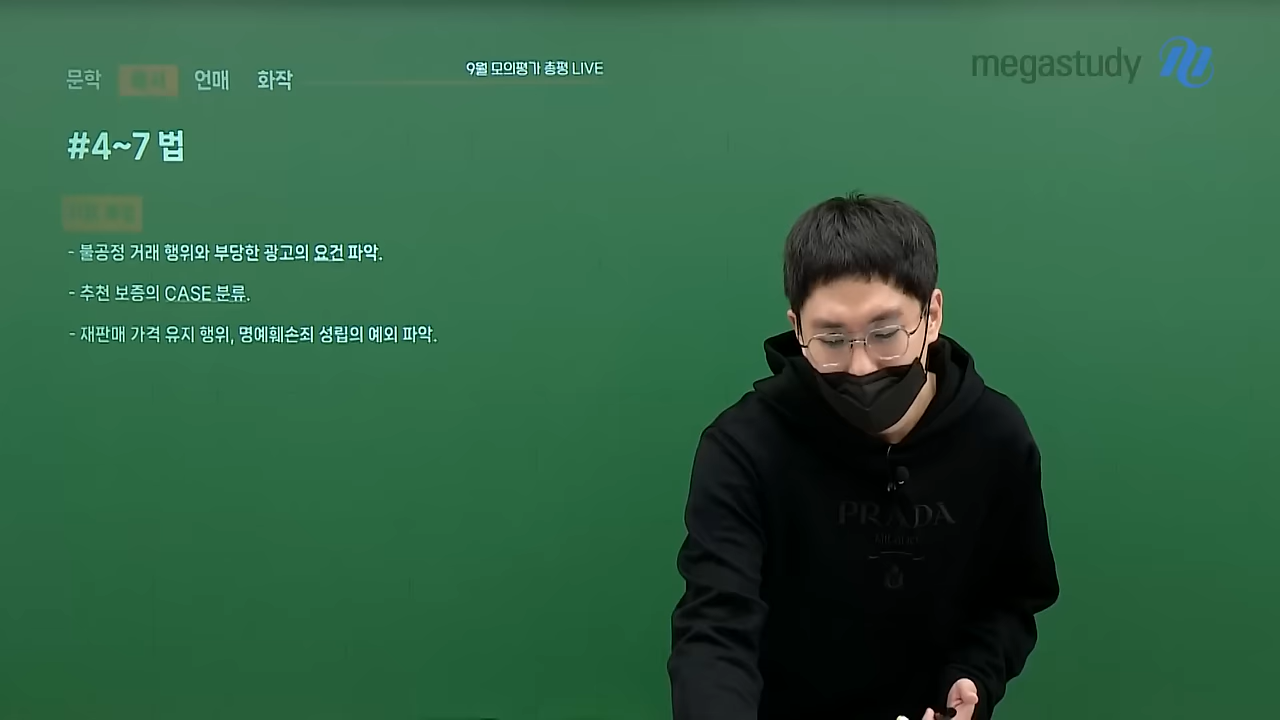 문학 언매 화작
9월 모의평가 총평 LIVE
megastudy
#4~7 법
- 불공정 거래 행위와 부당한 광고의 요건 파악.
- 추천 보증의 CASE 분류.
- 재판매 가격 유지 행위, 명예훼손죄 성립의 예외 파악.
PRADA